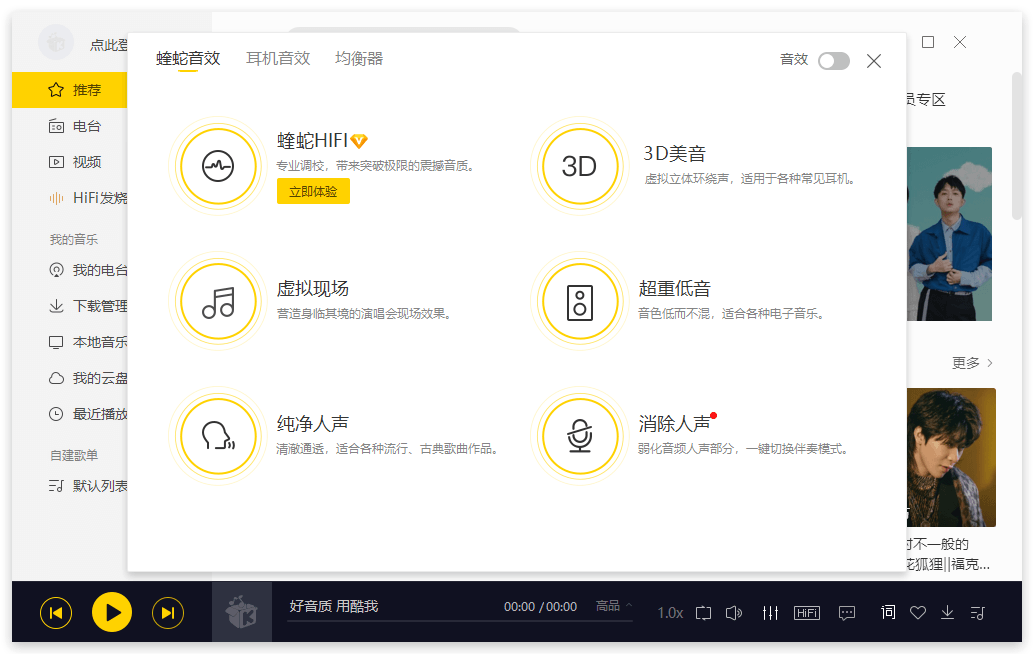 点此登
推荐
电台
视频
HiFi发烧
我的音乐
我的电台
下载管理
本地音乐
我的云盘
最近播放
自建歌单
默认列表
蝰蛇音效 耳机音效 均衡器
音效
蝰蛇HIFI
专业调校，带来突破极限的震撼音质。
立即体验
3D
3D美音
虚拟立体环绕声，适用于各种常见耳机。
虚拟现场
营造身临其境的演唱会现场效果。
超重低音
音色低而不混，适合各种电子音乐。
纯净人声
清澈通透，适合各种流行、古典歌曲作品。
消除人声
弱化音频人声部分，一键切换伴奏模式。
员专区
更多
时不一般的
花狐狸||福克...
好音质 用酷我
00:00 / 00:00
高品
1.0x
HiFi
词